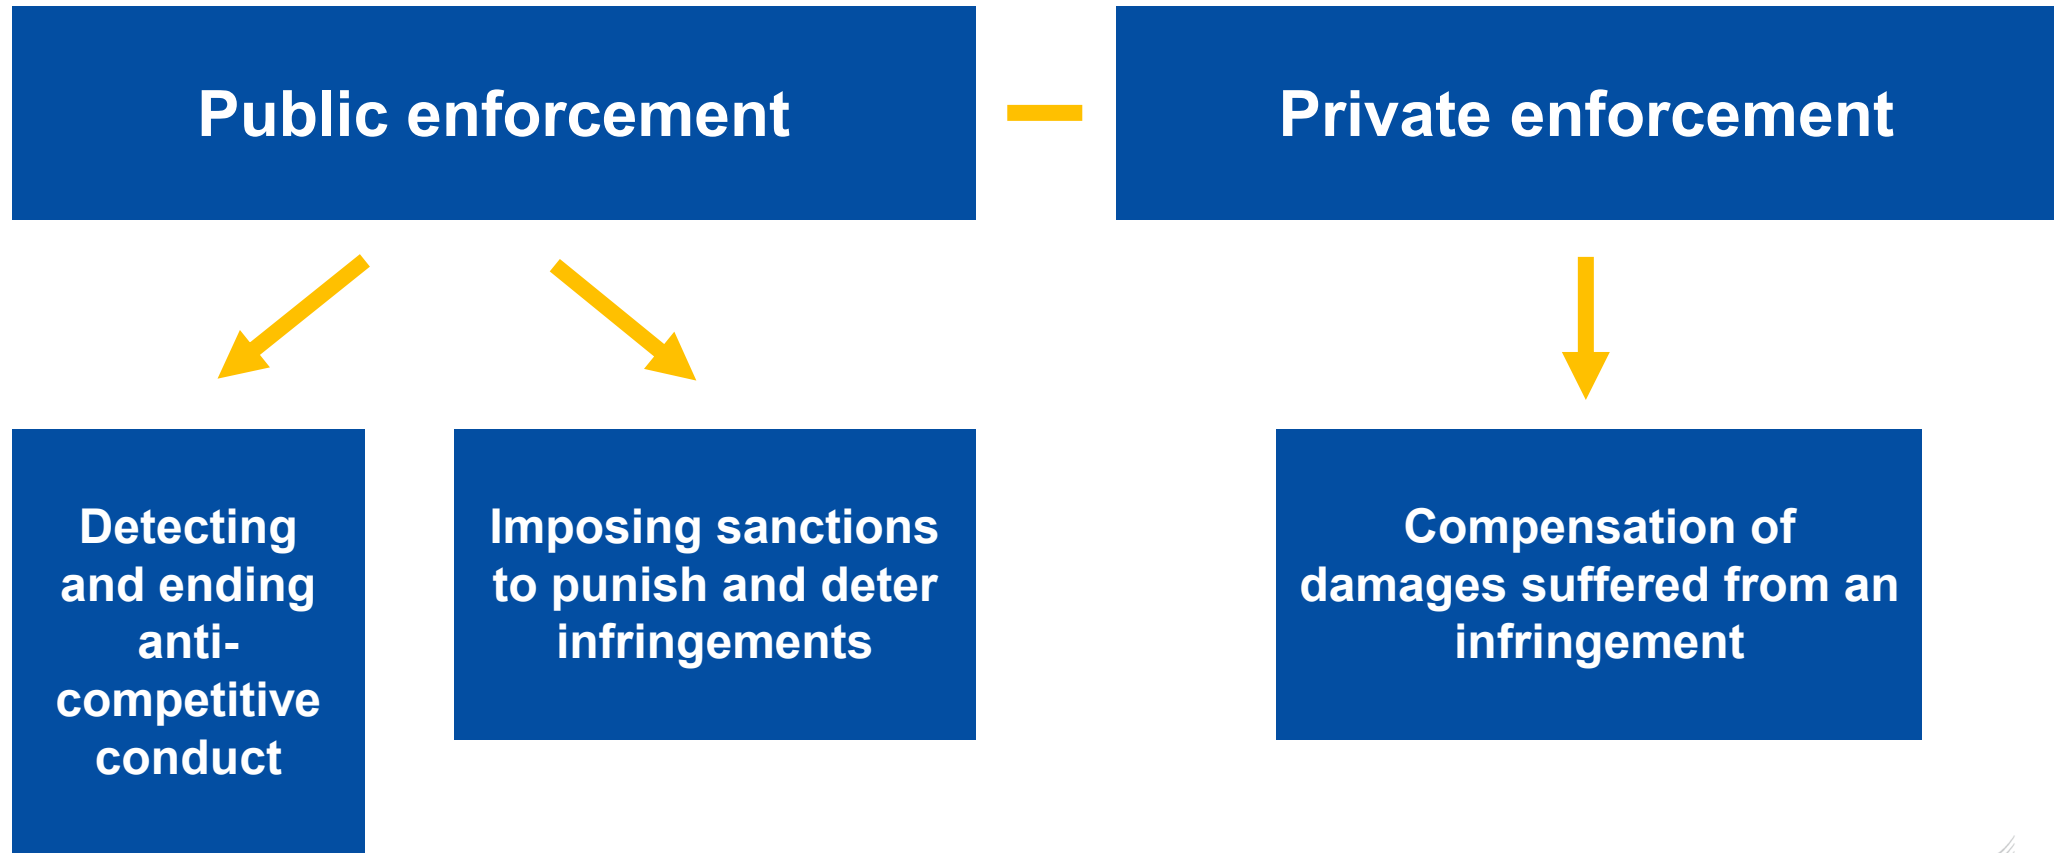 Public enforcement
Private enforcement
Detecting
and ending
anti-
competitive
conduct
Imposing sanctions
to punish and deter
infringements
Compensation of
damages suffered from an
infringement